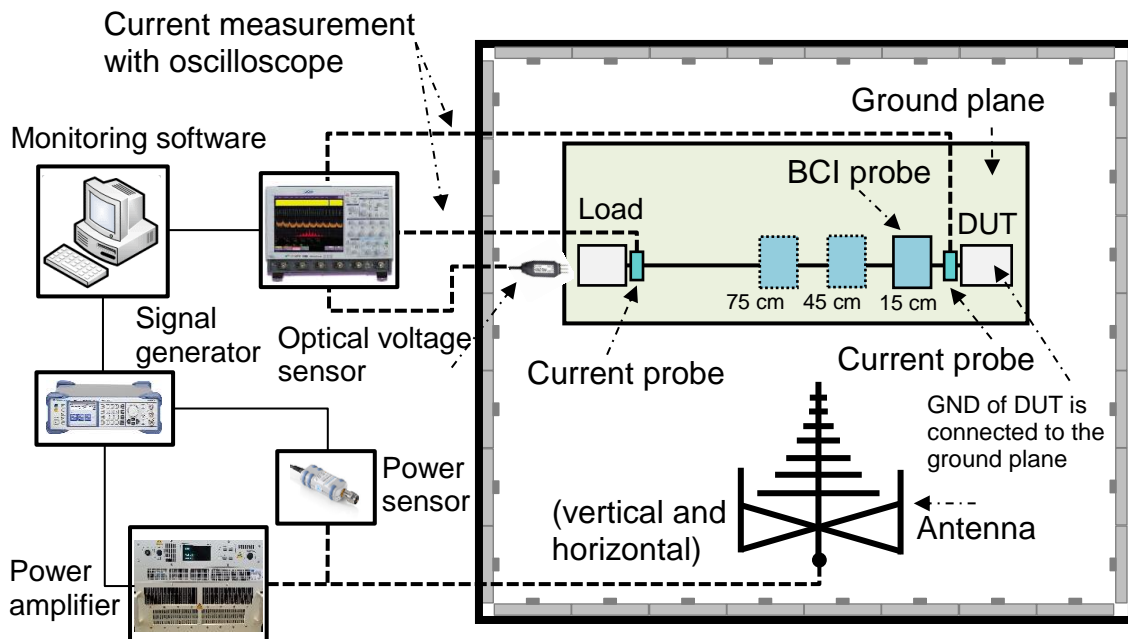 Current measurement
with oscilloscope
Monitoring software
Ground plane
BCI probe
Load
DUT
75 cm
45 cm
15 cm
Signal
generator
Optical voltage
sensor
Current probe
Current probe
GND of DUT is
connected to the
ground plane
Power
sensor
(vertical and
horizontal)
Antenna
Power
amplifier